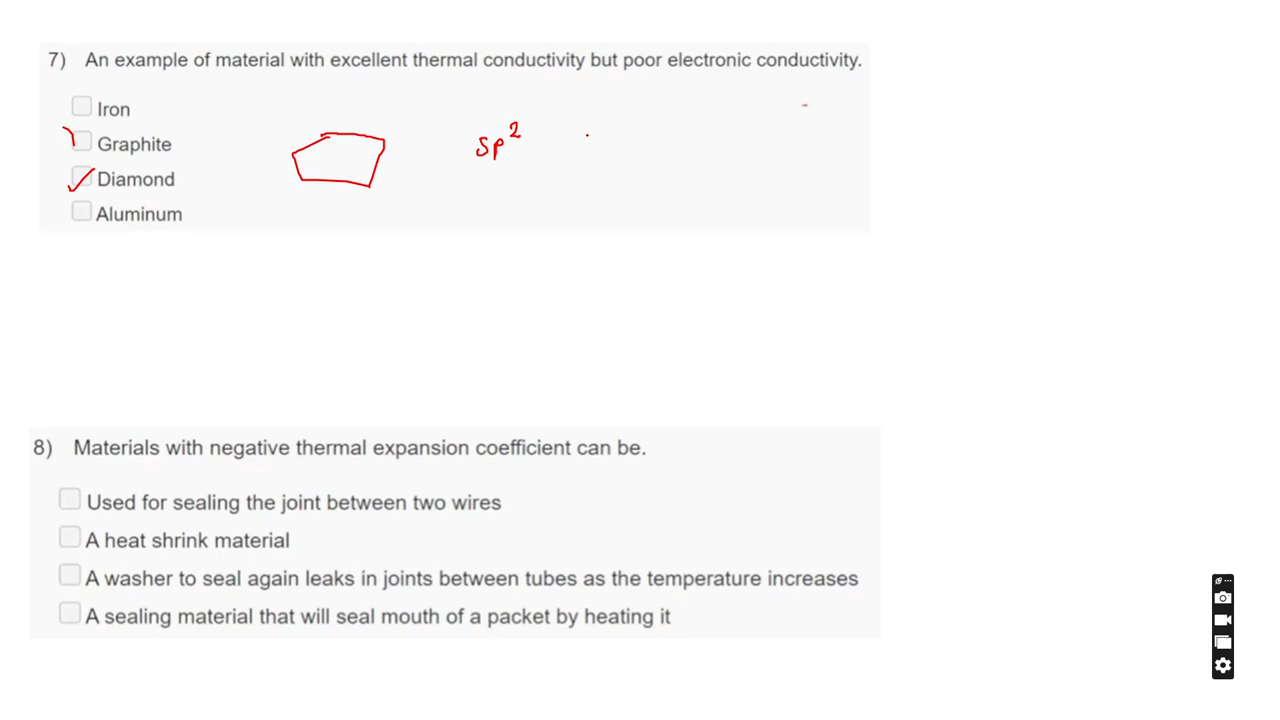 7) An example of material with excellent thermal conductivity but poor electronic conductivity.
Iron
Graphite
Diamond
Aluminum
sp²
8) Materials with negative thermal expansion coefficient can be.
Used for sealing the joint between two wires
A heat shrink material
A washer to seal again leaks in joints between tubes as the temperature increases
A sealing material that will seal mouth of a packet by heating it